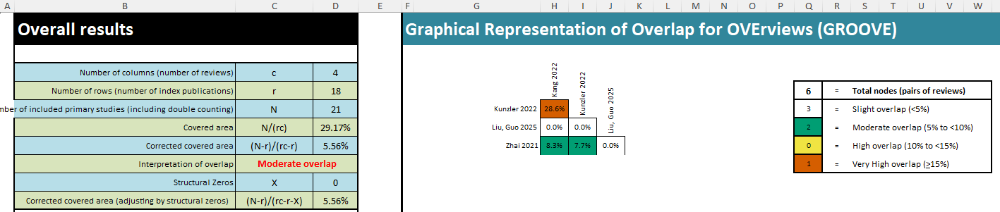 A B C D E F G H I J K L M N O P Q R S T U V W
Overall results
Number of columns (number of reviews) c 4
Number of rows (number of index publications) r 18
mber of included primary studies (including double counting) N 21
Covered area N/(rc) 29.17%
Corrected covered area (N-r)/(rc-r) 5.56%
Interpretation of overlap Moderate overlap
Structural Zeros X 0
Corrected covered area (adjusting by structural zeros) (N-r)/(rc-r-X) 5.56%
Graphical Representation of Overlap for OVErviews (GROOVE)
Kang 2022
Kunzler 2022
Liu, Guo 2025
Kunzler 2022 28.6%
Liu, Guo 2025 0.0% 0.0%
Zhai 2021 8.3% 7.7% 0.0%
6 = Total nodes (pairs of reviews)
3 = Slight overlap (<5%)
2 = Moderate overlap (5% to <10%)
0 = High overlap (10% to <15%)
1 = Very High overlap (≥15%)